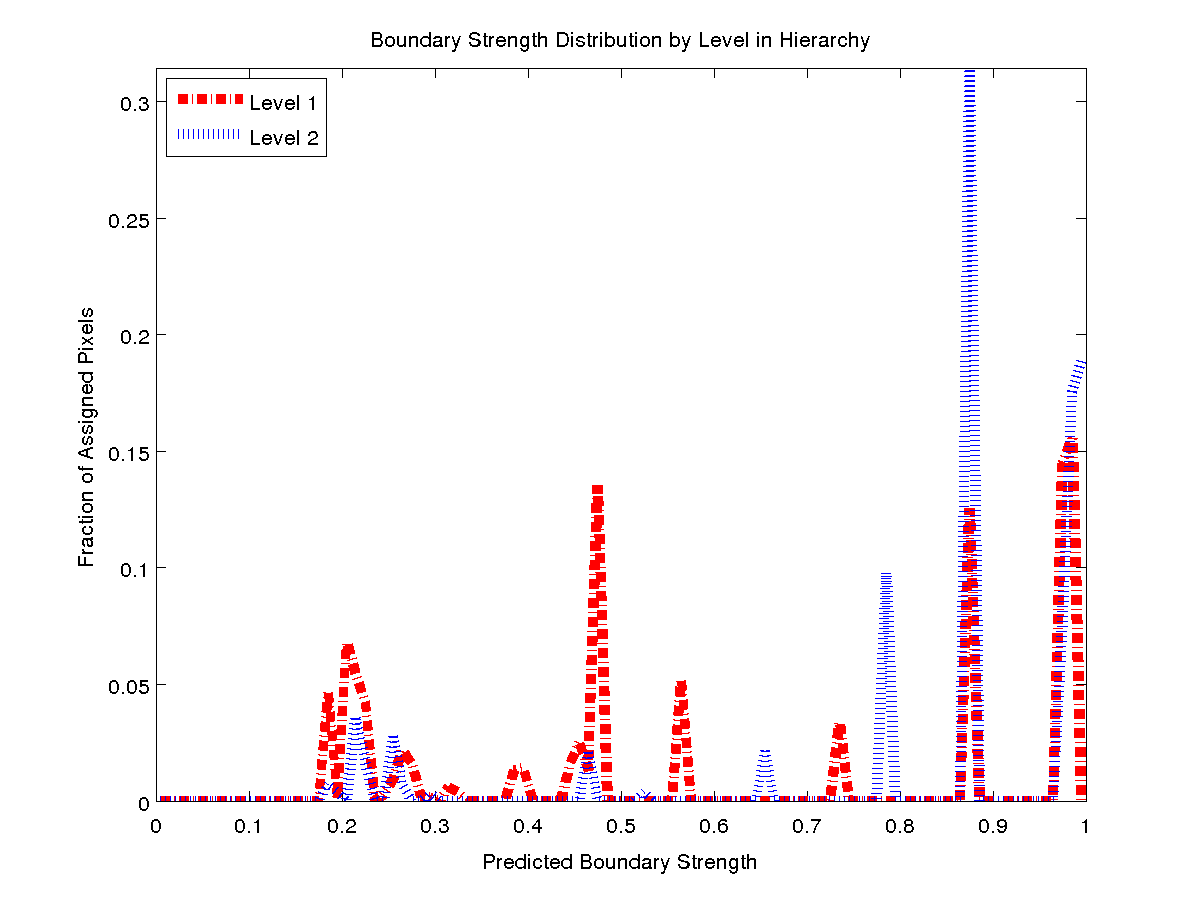 Boundary Strength Distribution by Level in Hierarchy
Level 1
Level 2
Fraction of Assigned Pixels
0.3
0.25
0.2
0.15
0.1
0.05
0
0 0.1 0.2 0.3 0.4 0.5 0.6 0.7 0.8 0.9 1
Predicted Boundary Strength